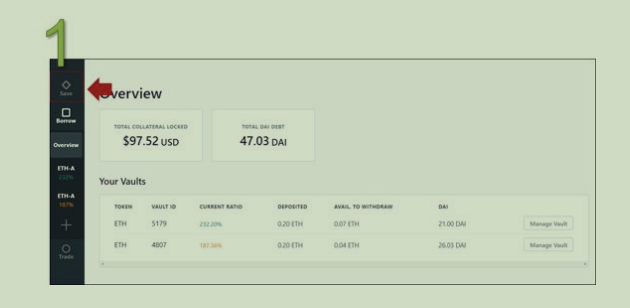 1
Save
Borrow
Overview
ETH-A
232%
ETH-A
187%
Trade
Overview
TOTAL COLLATERAL LOCKED
$97.52 USD
TOTAL DAI DEBT
47.03 DAI
Your Vaults
TOKEN VAULT ID CURRENT RATIO DEPOSITED AVAIL. TO WITHDRAW DAI
ETH 5179 232.20% 0.20 ETH 0.07 ETH 21.00 DAI Manage Vault
ETH 4807 187.36% 0.20 ETH 0.04 ETH 26.03 DAI Manage Vault